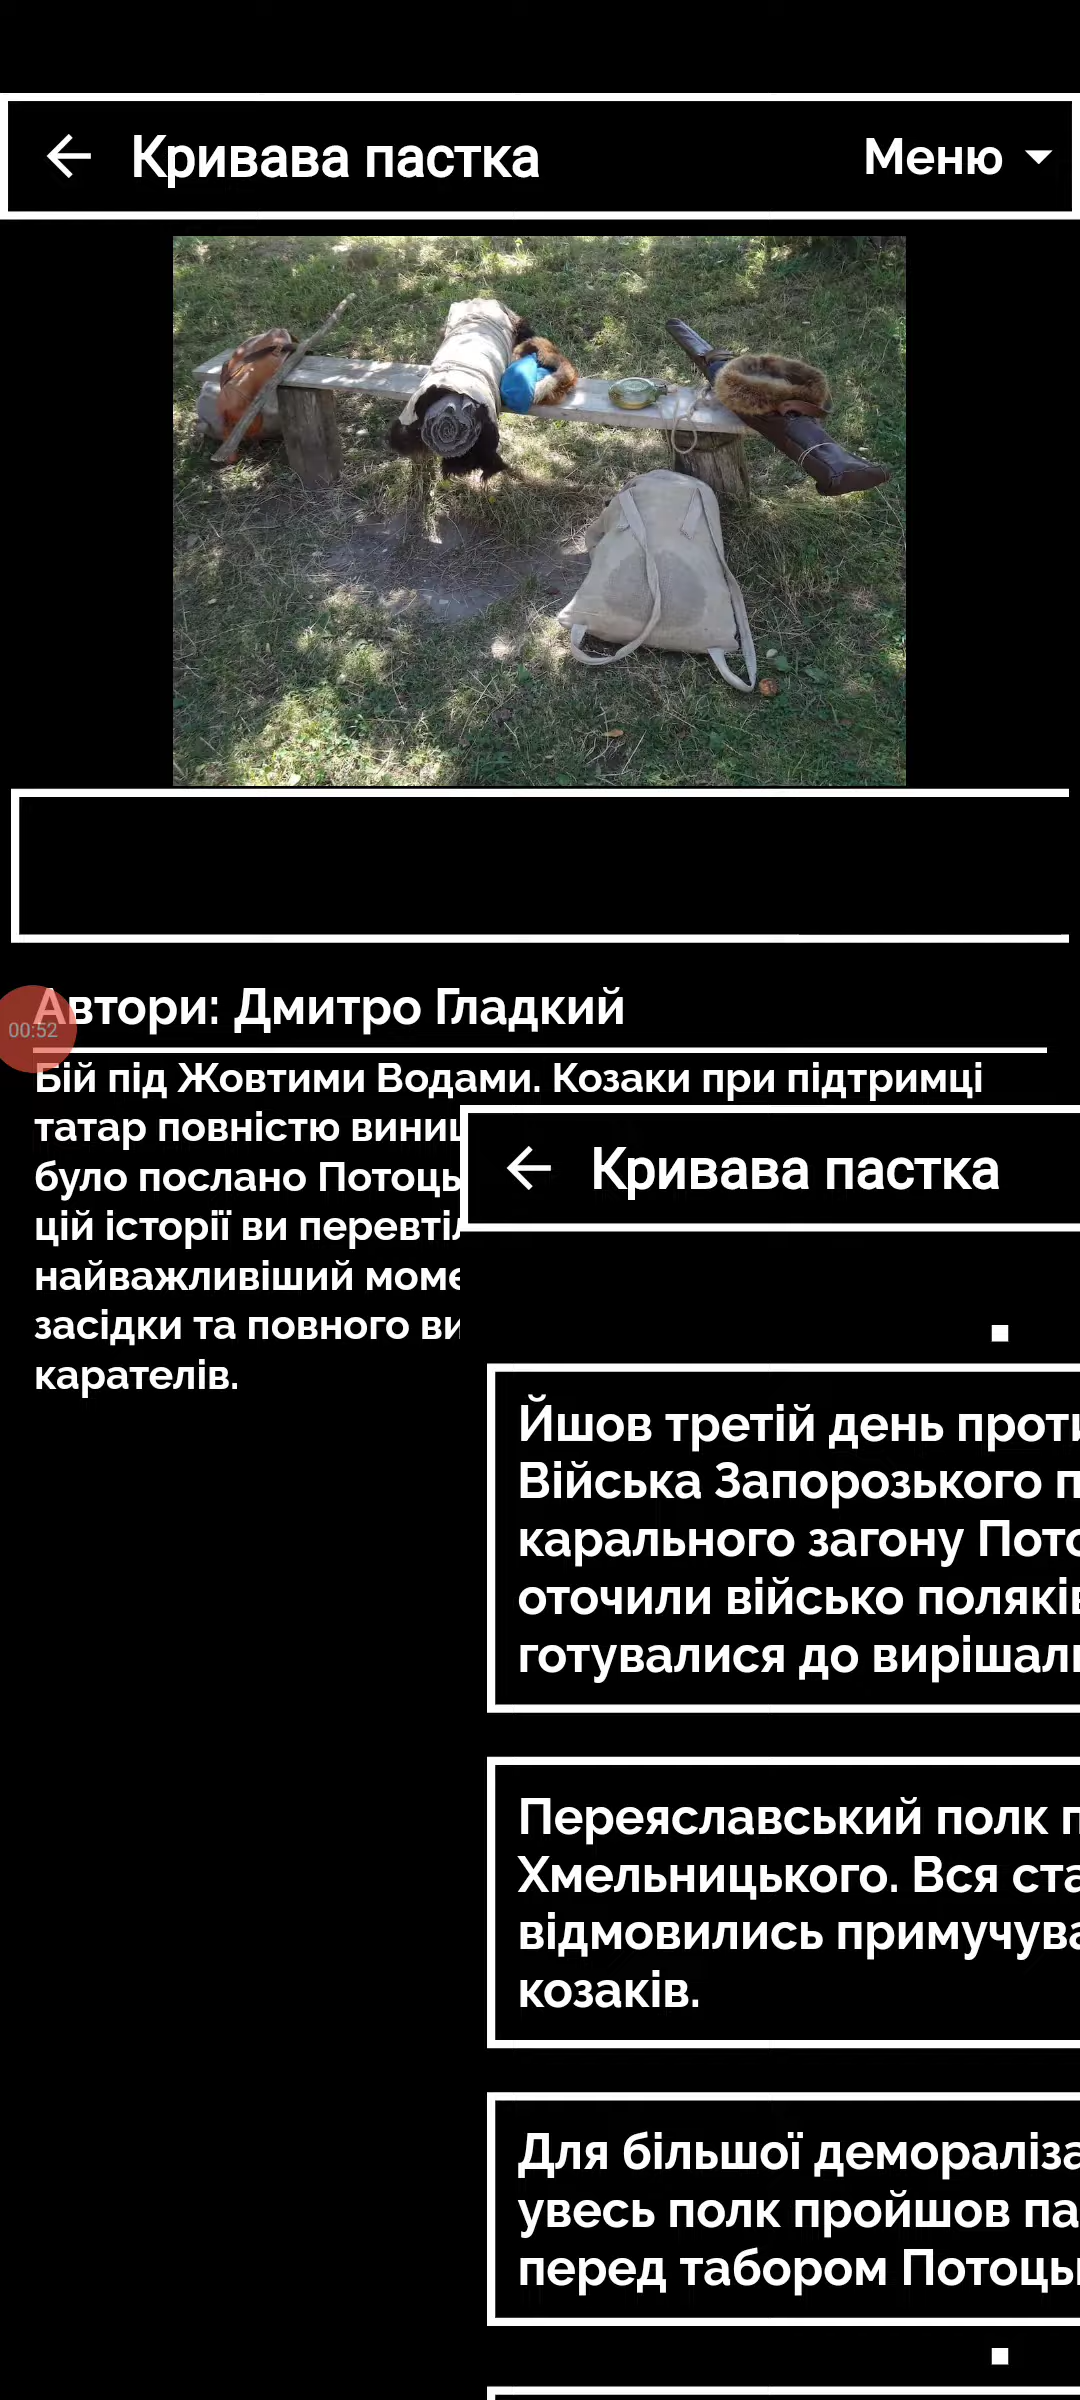 Кривава пастка
Меню
Автори: Дмитро Гладкий
00:52
Бій під Жовтими Водами. Козаки при підтримці
татар повністю
було послано
цій історії ви
найважливіший
засідки та повного
карателів.
Кривава пастка
Йшов третій день
Війська Запорозького
карального загону
оточили військо
готувалися до
Переяславський полк
Хмельницького. Вся
відмовились
козаків.
Для більшої
увесь полк пройшов
перед табором